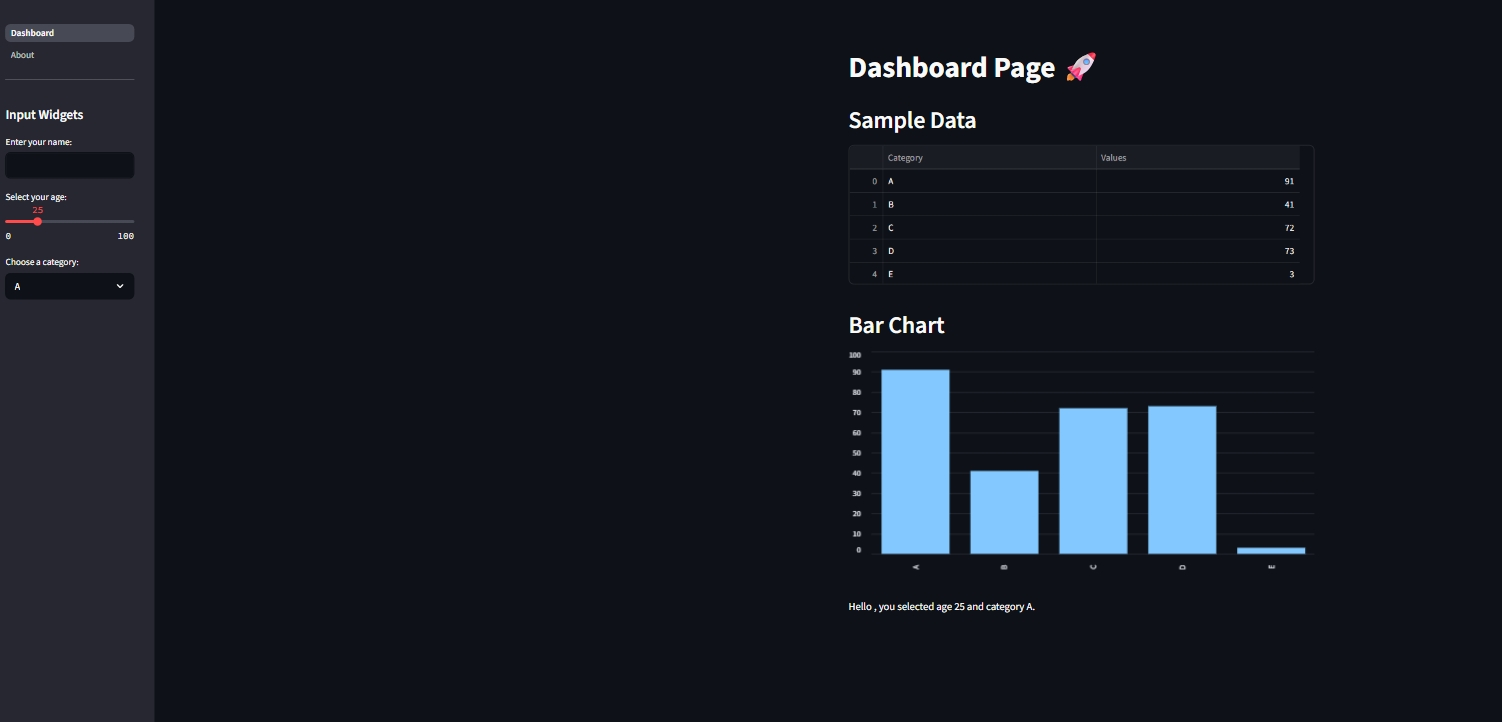 Dashboard
About
Input Widgets
Enter your name:
Select your age:
25
0 100
Choose a category:
A
Dashboard Page 🚀
Sample Data
Category Values
0 A 91
1 B 41
2 C 72
3 D 73
4 E 3
Bar Chart
100
90
80
70
60
50
40
30
20
10
0
A B C D E
Hello , you selected age 25 and category A.